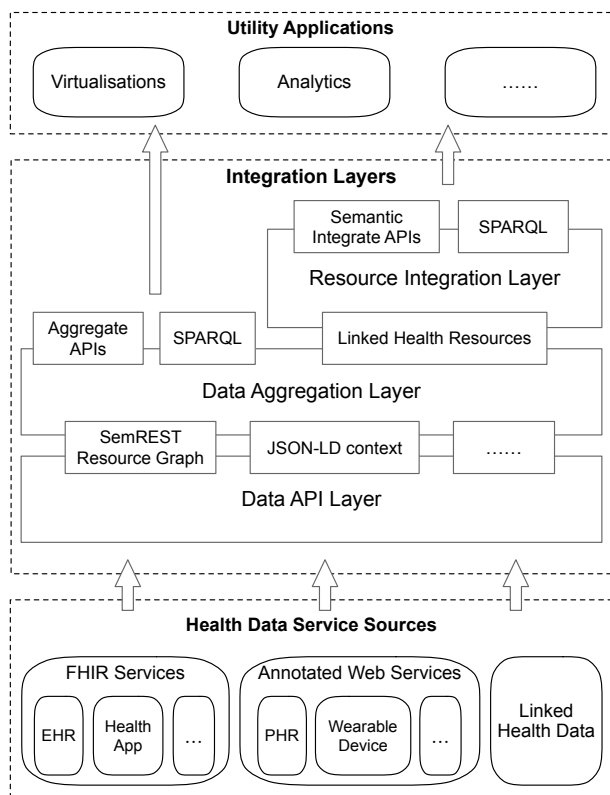 Utility Applications
Virtualisations
Analytics
……
Integration Layers
Semantic
Integrate APIs
SPARQL
Resource Integration Layer
Aggregate
APIs
SPARQL
Linked Health Resources
Data Aggregation Layer
SemREST
Resource Graph
JSON-LD context
……
Data API Layer
Health Data Service Sources
FHIR Services
EHR
Health
App
…
Annotated Web Services
PHR
Wearable
Device
…
Linked
Health Data